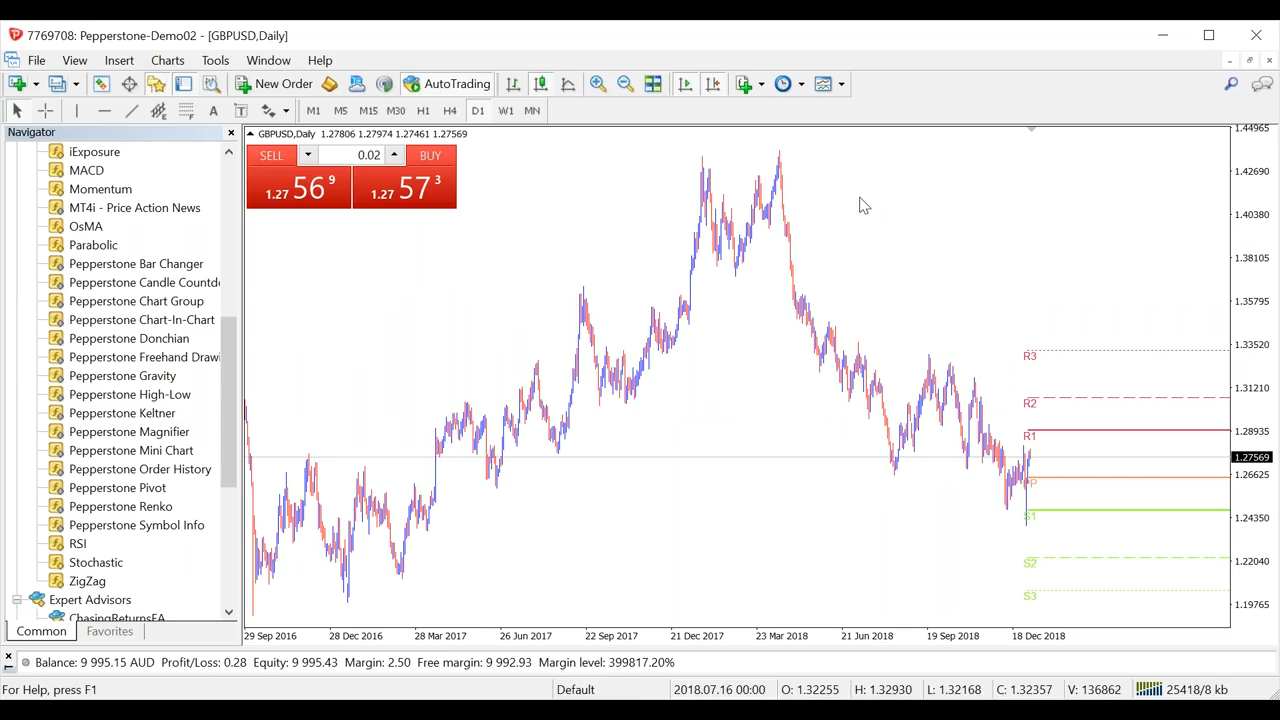 7769708: Pepperstone-Demo02 - [GBPUSD,Daily]
File View Insert Charts Tools Window Help
New Order AutoTrading
A T M1 M5 M15 M30 H1 H4 D1 W1 MN
Navigator
iExposure
MACD
Momentum
MT4i - Price Action News
OsMA
Parabolic
Pepperstone Bar Changer
Pepperstone Candle Countd
Pepperstone Chart Group
Pepperstone Chart-In-Chart
Pepperstone Donchian
Pepperstone Freehand Drawi
Pepperstone Gravity
Pepperstone High-Low
Pepperstone Keltner
Pepperstone Magnifier
Pepperstone Mini Chart
Pepperstone Order History
Pepperstone Pivot
Pepperstone Renko
Pepperstone Symbol Info
RSI
Stochastic
ZigZag
Expert Advisors
ChasingReturnsEA
Common Favorites
GBPUSD,Daily 1.27806 1.27974 1.27461 1.27569
SELL 0.02 BUY
1.27 56 9 1.27 57 3
R3
R2
R1
PP
S1
S2
S3
1.44965
1.42690
1.40380
1.38105
1.35795
1.33520
1.31210
1.28935
1.27569
1.26625
1.24350
1.22040
1.19765
29 Sep 2016 28 Dec 2016 28 Mar 2017 26 Jun 2017 22 Sep 2017 21 Dec 2017 23 Mar 2018 21 Jun 2018 19 Sep 2018 18 Dec 2018
Balance: 9 995.15 AUD Profit/Loss: 0.28 Equity: 9 995.43 Margin: 2.50 Free margin: 9 992.93 Margin level: 399817.20%
For Help, press F1 Default 2018.07.16 00:00 O: 1.32255 H: 1.32930 L: 1.32168 C: 1.32357 V: 136862 25418/8 kb